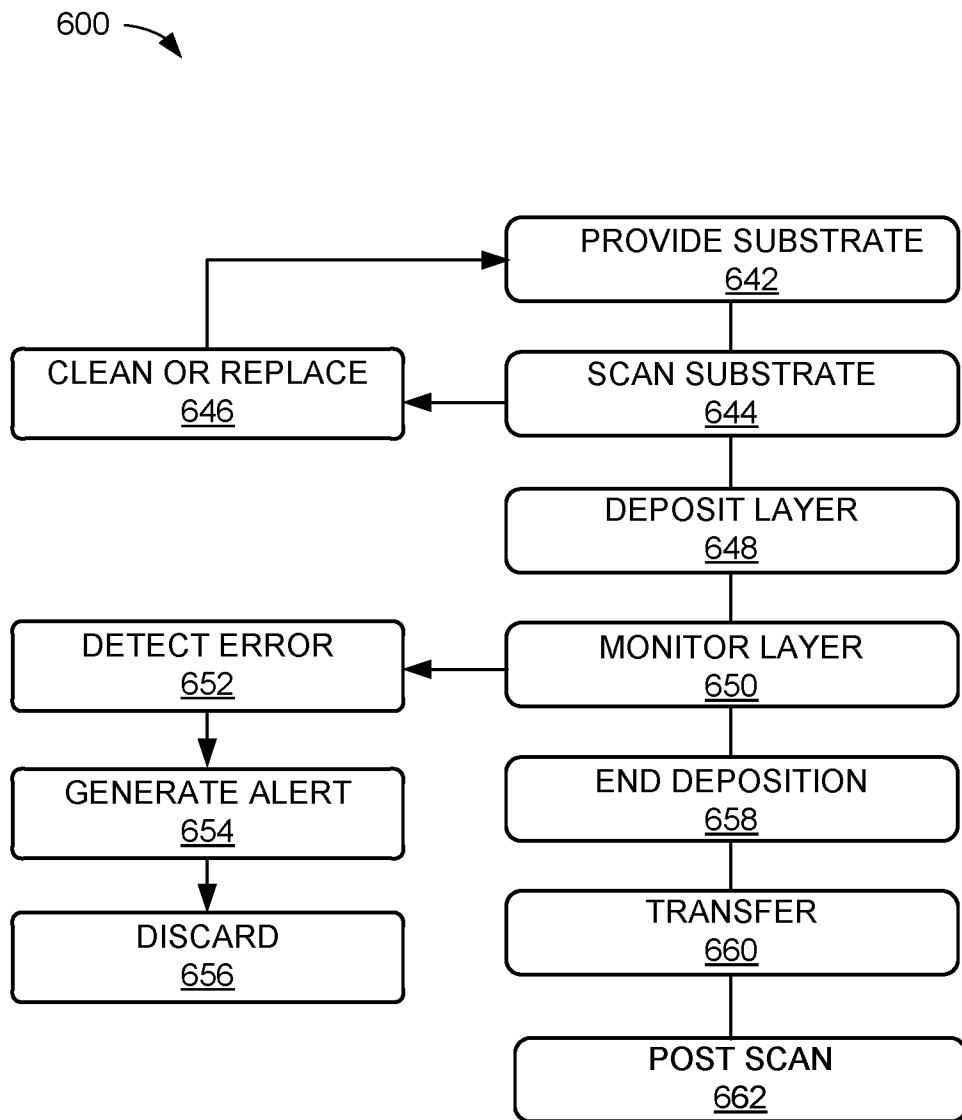 600
PROVIDE SUBSTRATE
642
CLEAN OR REPLACE
646
SCAN SUBSTRATE
644
DEPOSIT LAYER
648
DETECT ERROR
652
MONITOR LAYER
650
GENERATE ALERT
654
END DEPOSITION
658
DISCARD
656
TRANSFER
660
POST SCAN
662